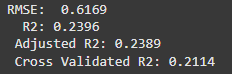 RMSE: 0.6169
R2: 0.2396
Adjusted R2: 0.2389
Cross Validated R2: 0.2114